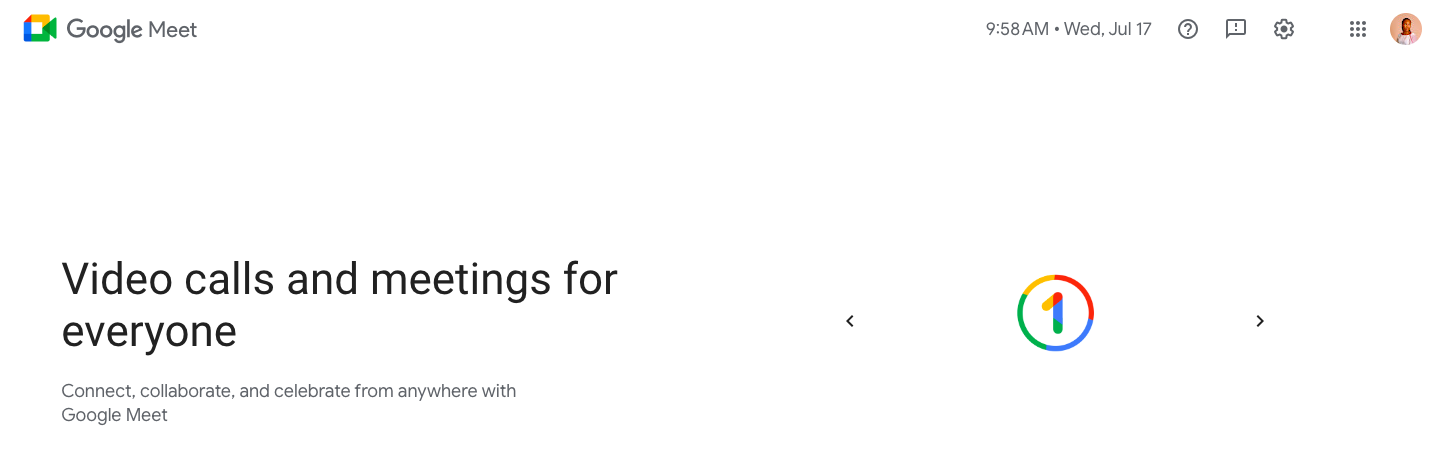 Google Meet
9:58 AM • Wed, Jul 17
Video calls and meetings for
everyone
Connect, collaborate, and celebrate from anywhere with
Google Meet
1